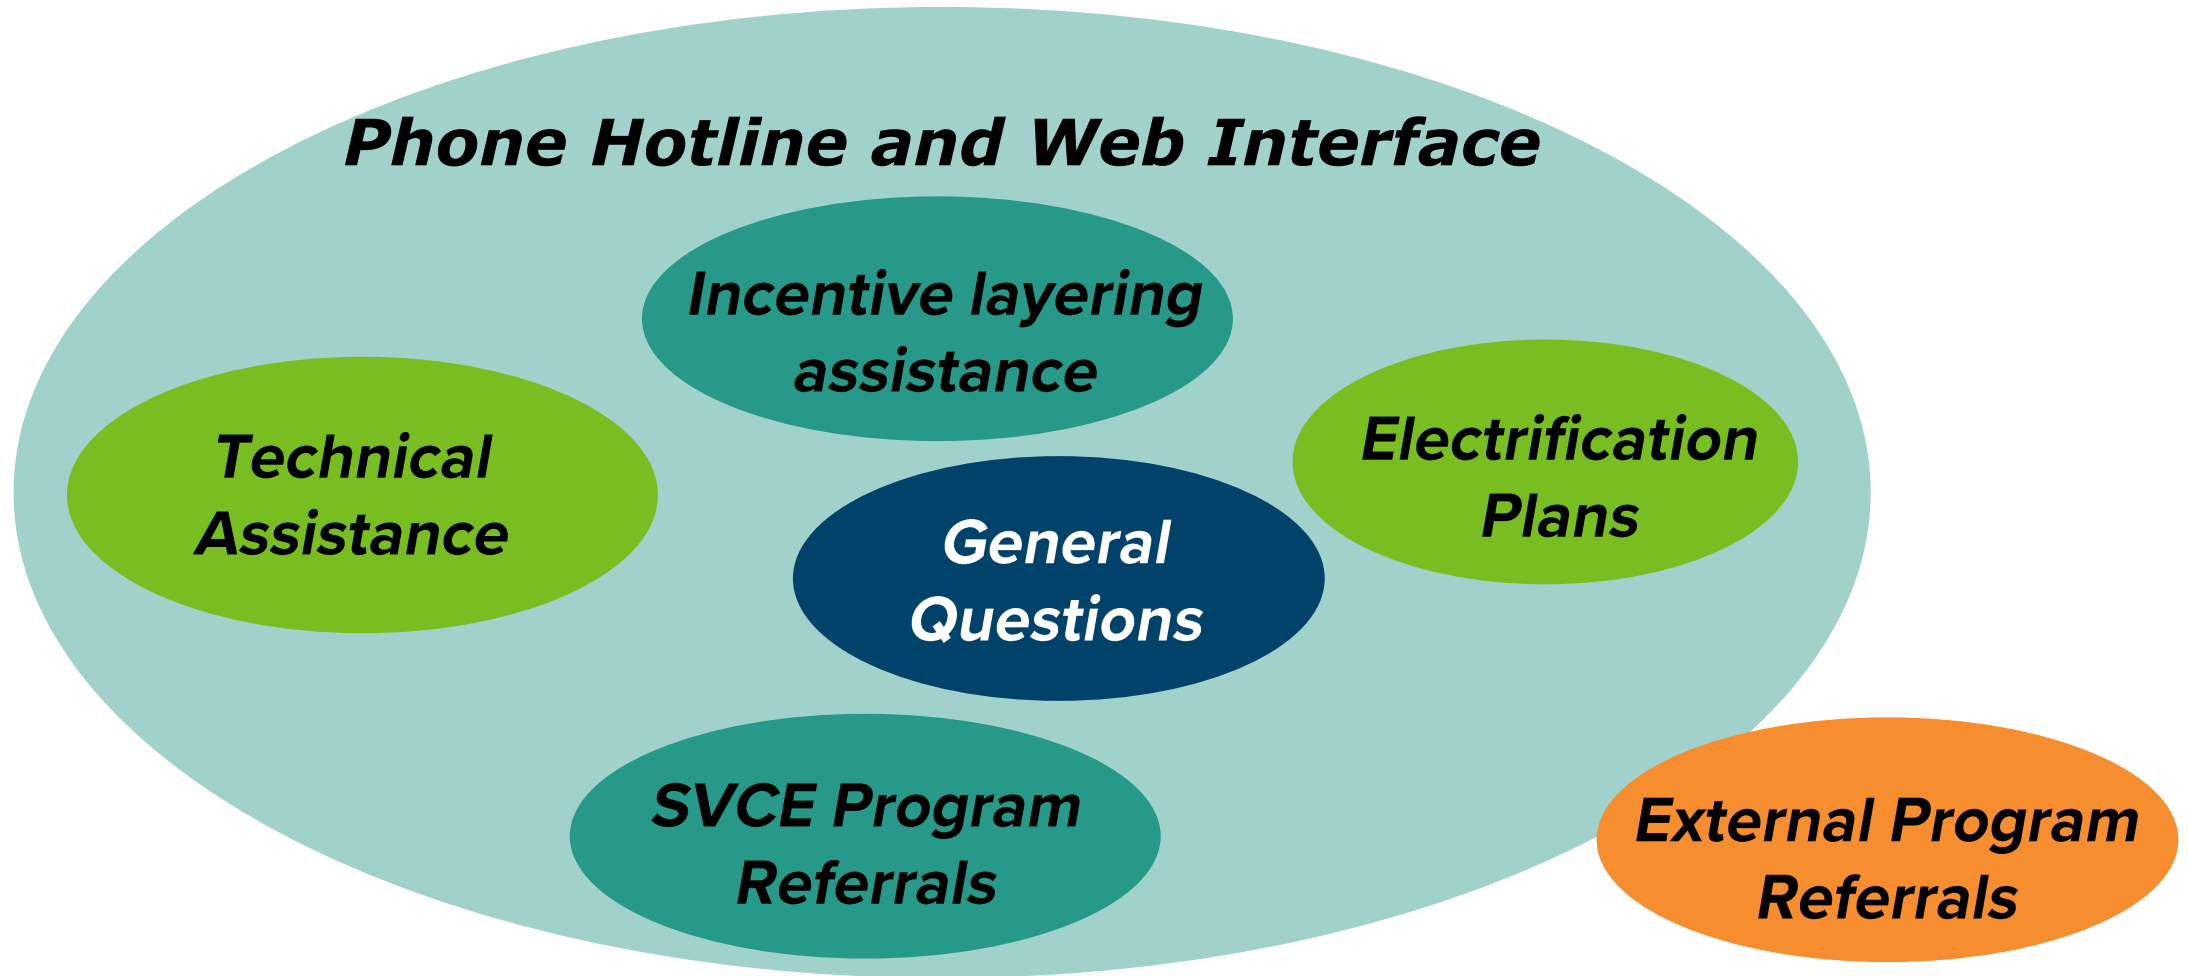 Phone Hotline and Web Interface
Incentive layering
assistance
Technical
Assistance
Electrification
Plans
General
Questions
SVCE Program
Referrals
External Program
Referrals